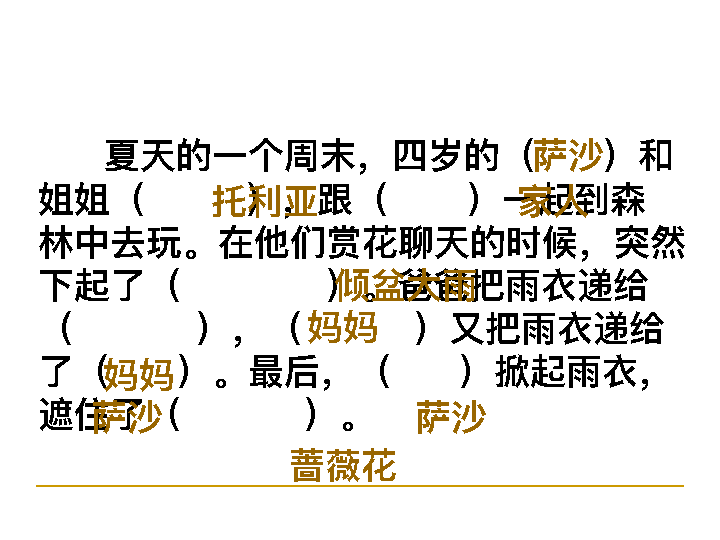 夏天的一个周末，四岁的（萨沙）和
姐姐（托利亚），跟（家人）一起到森
林中去玩。在他们赏花聊天的时候，突然
下起了（倾盆大雨）。爸爸把雨衣递给
（    ），（妈妈）又把雨衣递给
了（妈妈）。最后，（    ）掀起雨衣，
遮住了（    ）。
萨沙 萨沙
蔷薇花